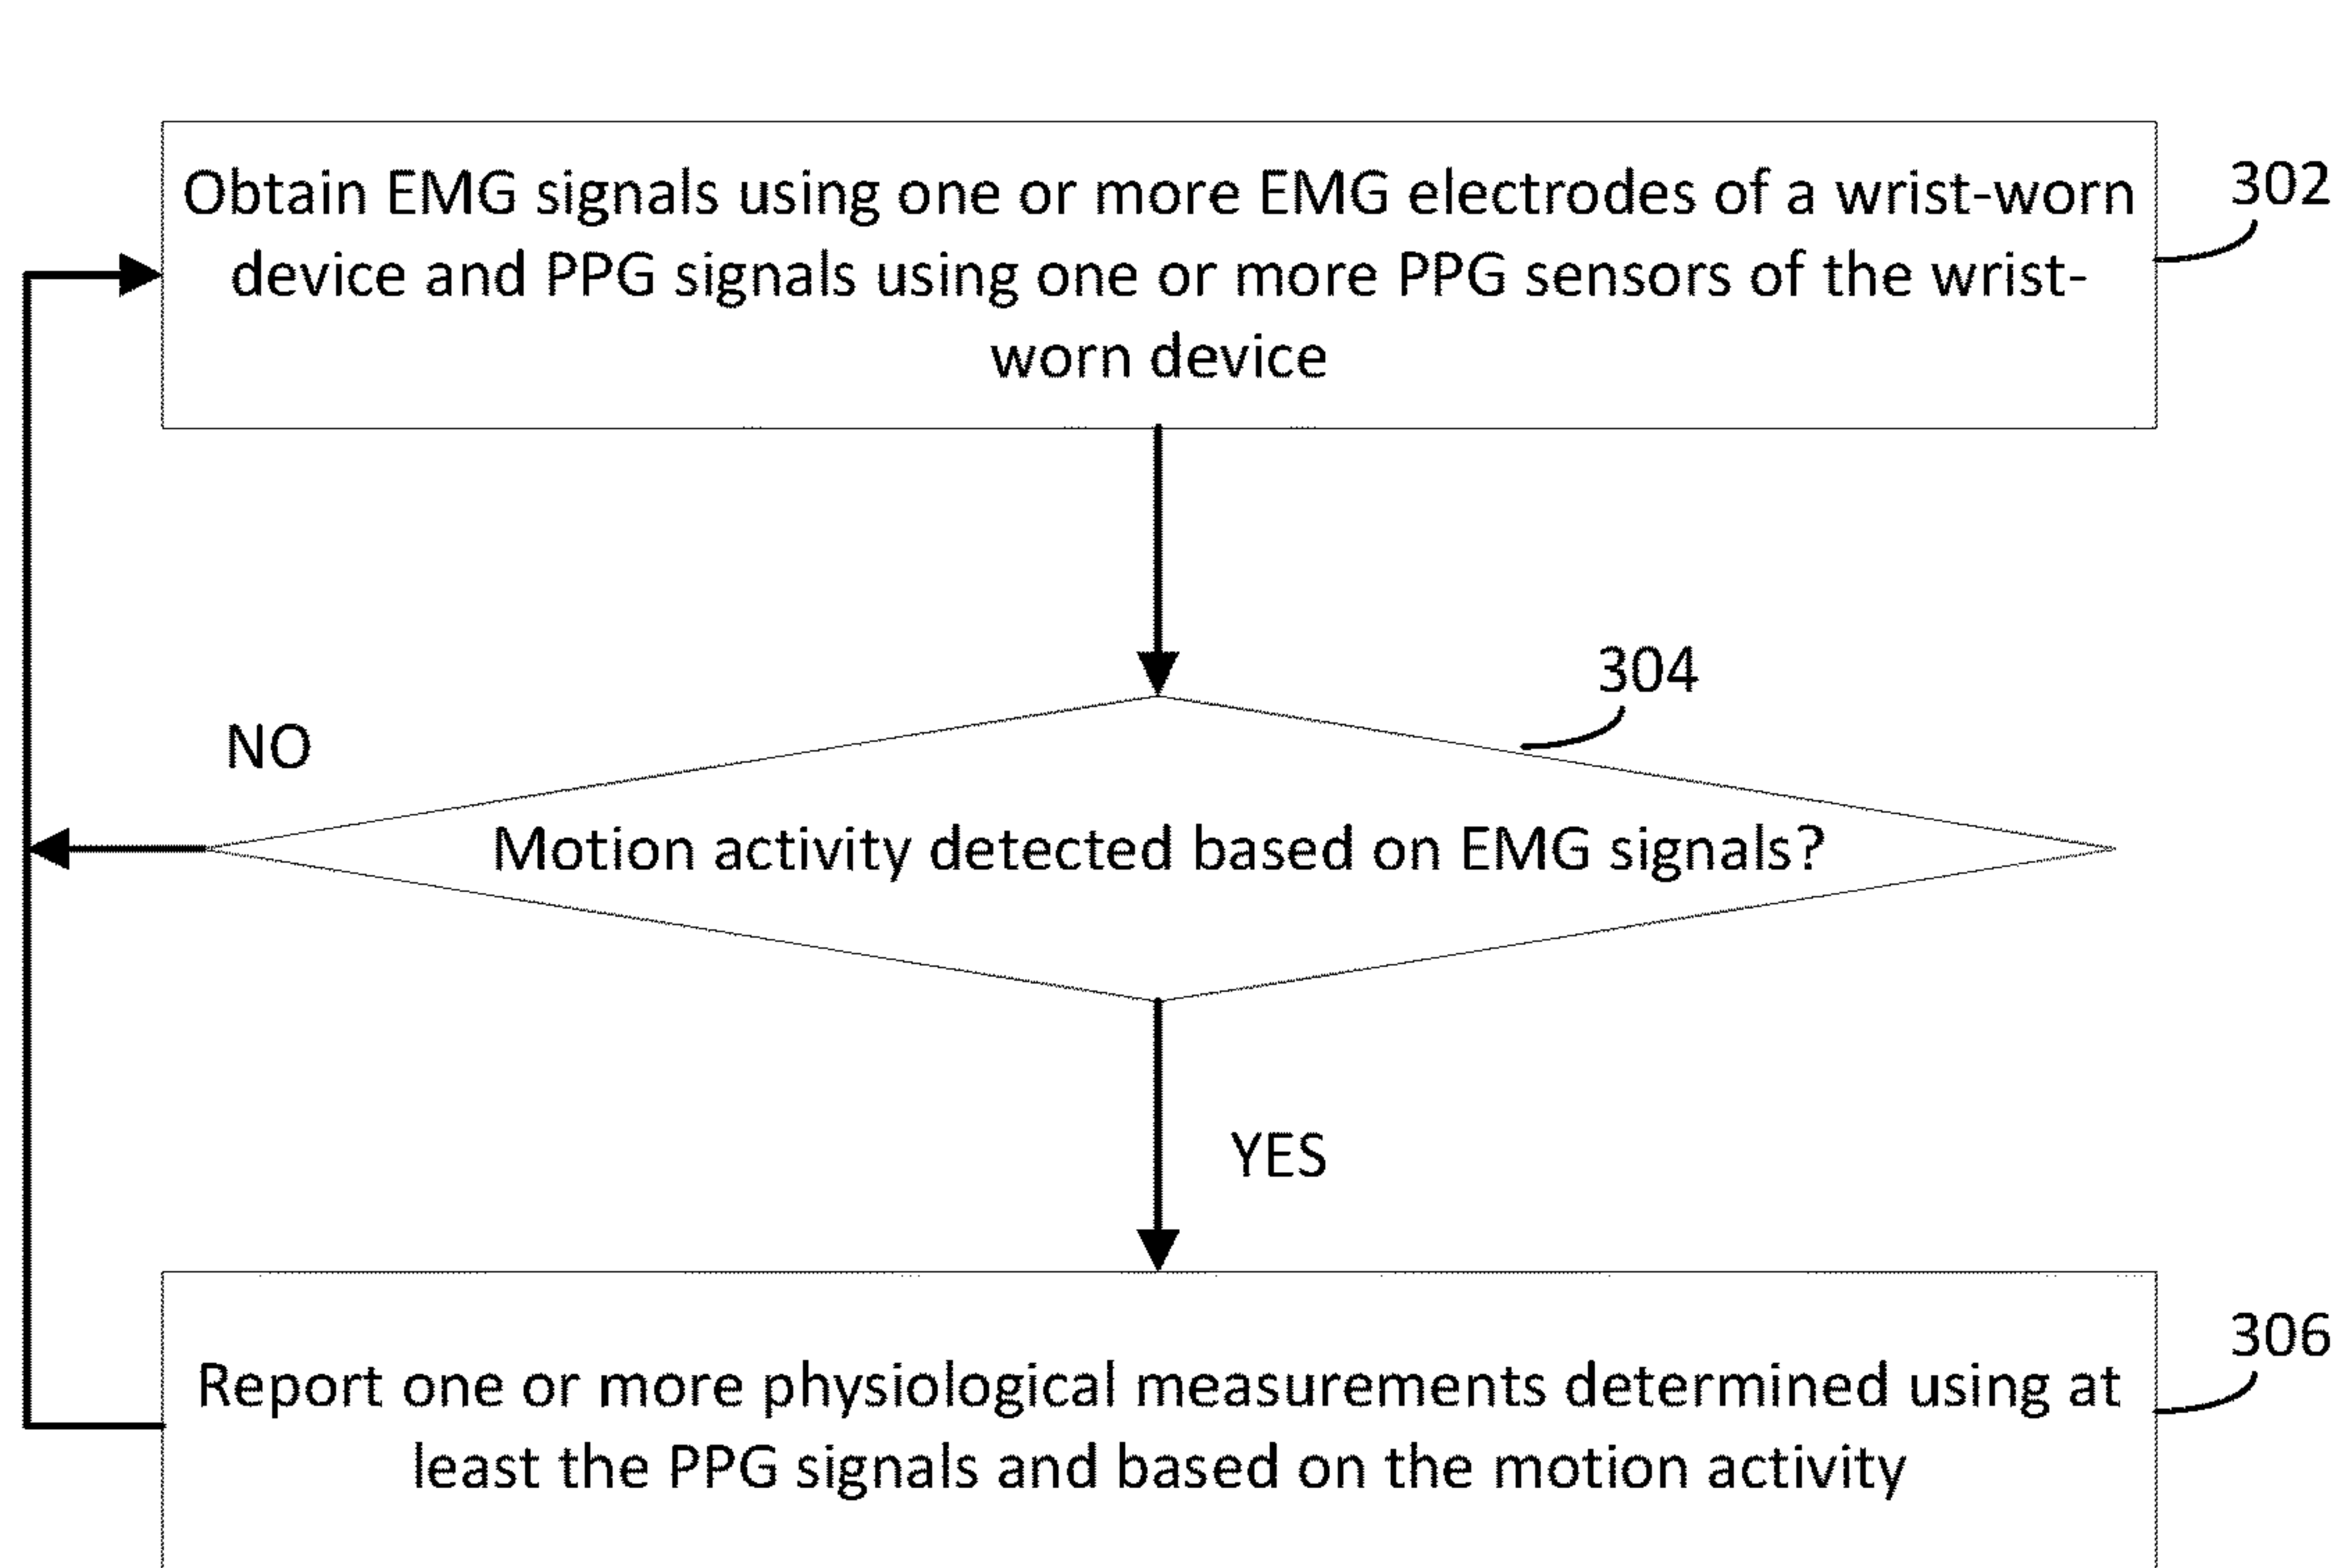 Obtain EMG signals using one or more EMG electrodes of a wrist-worn
302
device and PPG signals using one or more PPG sensors of the wrist-
worn device
304
NO
Motion activity detected based on EMG signals?
YES
306
Report one or more physiological measurements determined using at
least the PPG signals and based on the motion activity